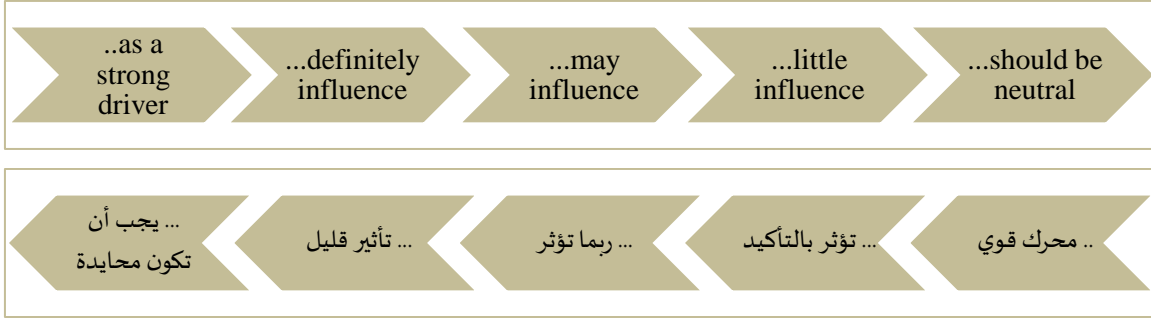 ..as a
strong
driver
...definitely
influence
...may
influence
...little
influence
...should be
neutral
.. محرك قوي
... تؤثر بالتأكيد
... ربما تؤثر
... تأثير قليل
... يجب أن
تكون محايدة